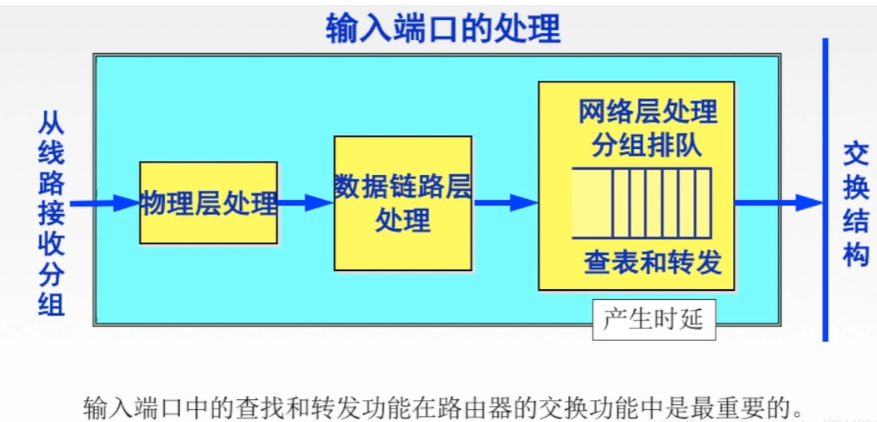 输入端口的处理
从线路接收分组
物理层处理
数据链路层
处理
网络层处理
分组排队
查表和转发
产生时延
交换结构
输入端口中的查找和转发功能在路由器的交换功能中是最重要的。